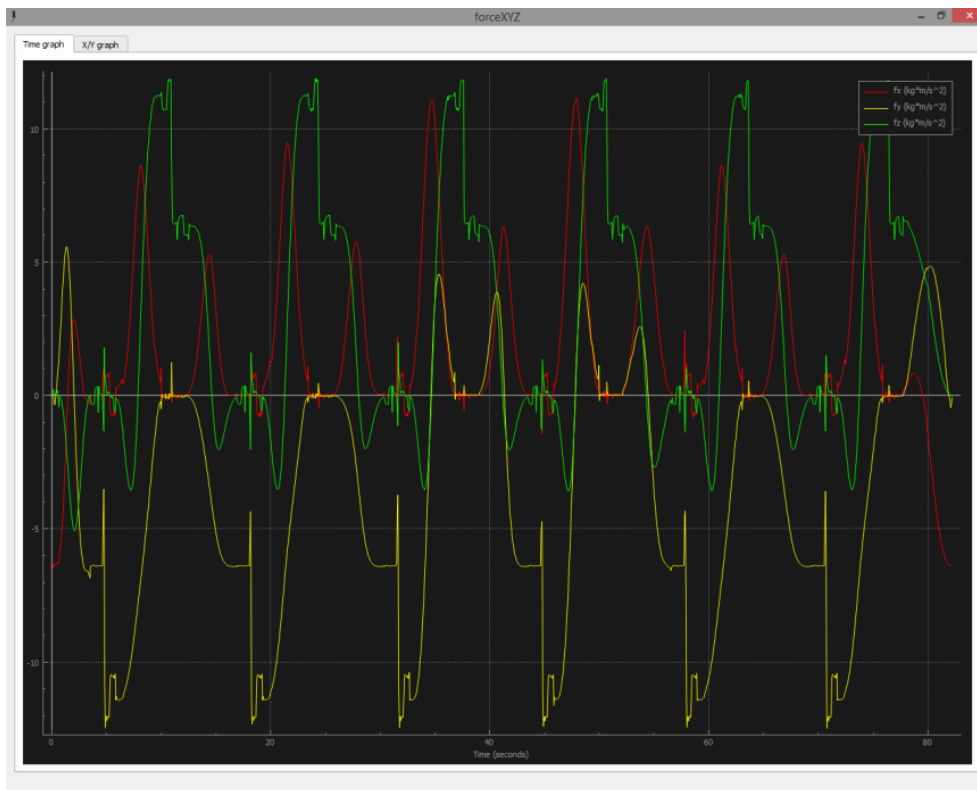 forceXYZ
Time graph
X/Y graph
fx (kg*m/s^2)
fy (kg*m/s^2)
fz (kg*m/s^2)
10
5
0
-5
-10
0
20
40
60
80
Time (seconds)